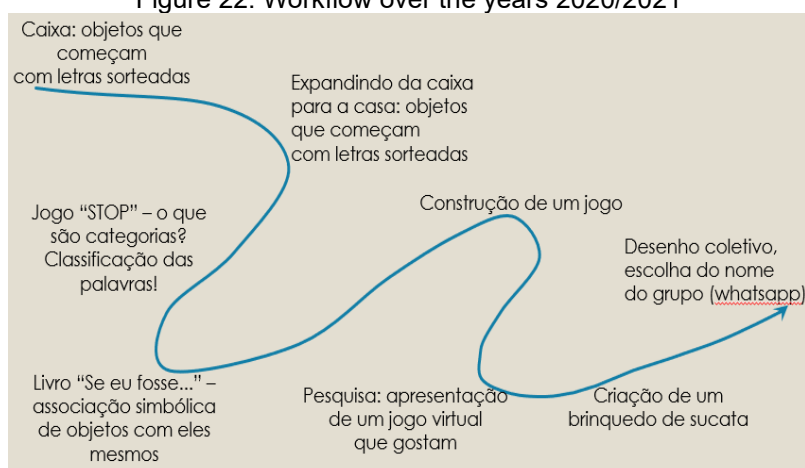 Figure 22: Workflow over the years 2020/2021
Caixa: objetos que
começam
com letras sorteadas
Expandindo da caixa
para a casa: objetos
que começam
com letras sorteadas
Jogo “STOP” – o que
são categorias?
Classificação das
palavras!
Livro “Se eu fosse...” –
associação simbólica
de objetos com eles
mesmos
Pesquisa: apresentação
de um jogo virtual
que gostam
Construção de um jogo
Criação de um
brinquedo de sucata
Desenho coletivo,
escolha do nome
do grupo (whatsapp)